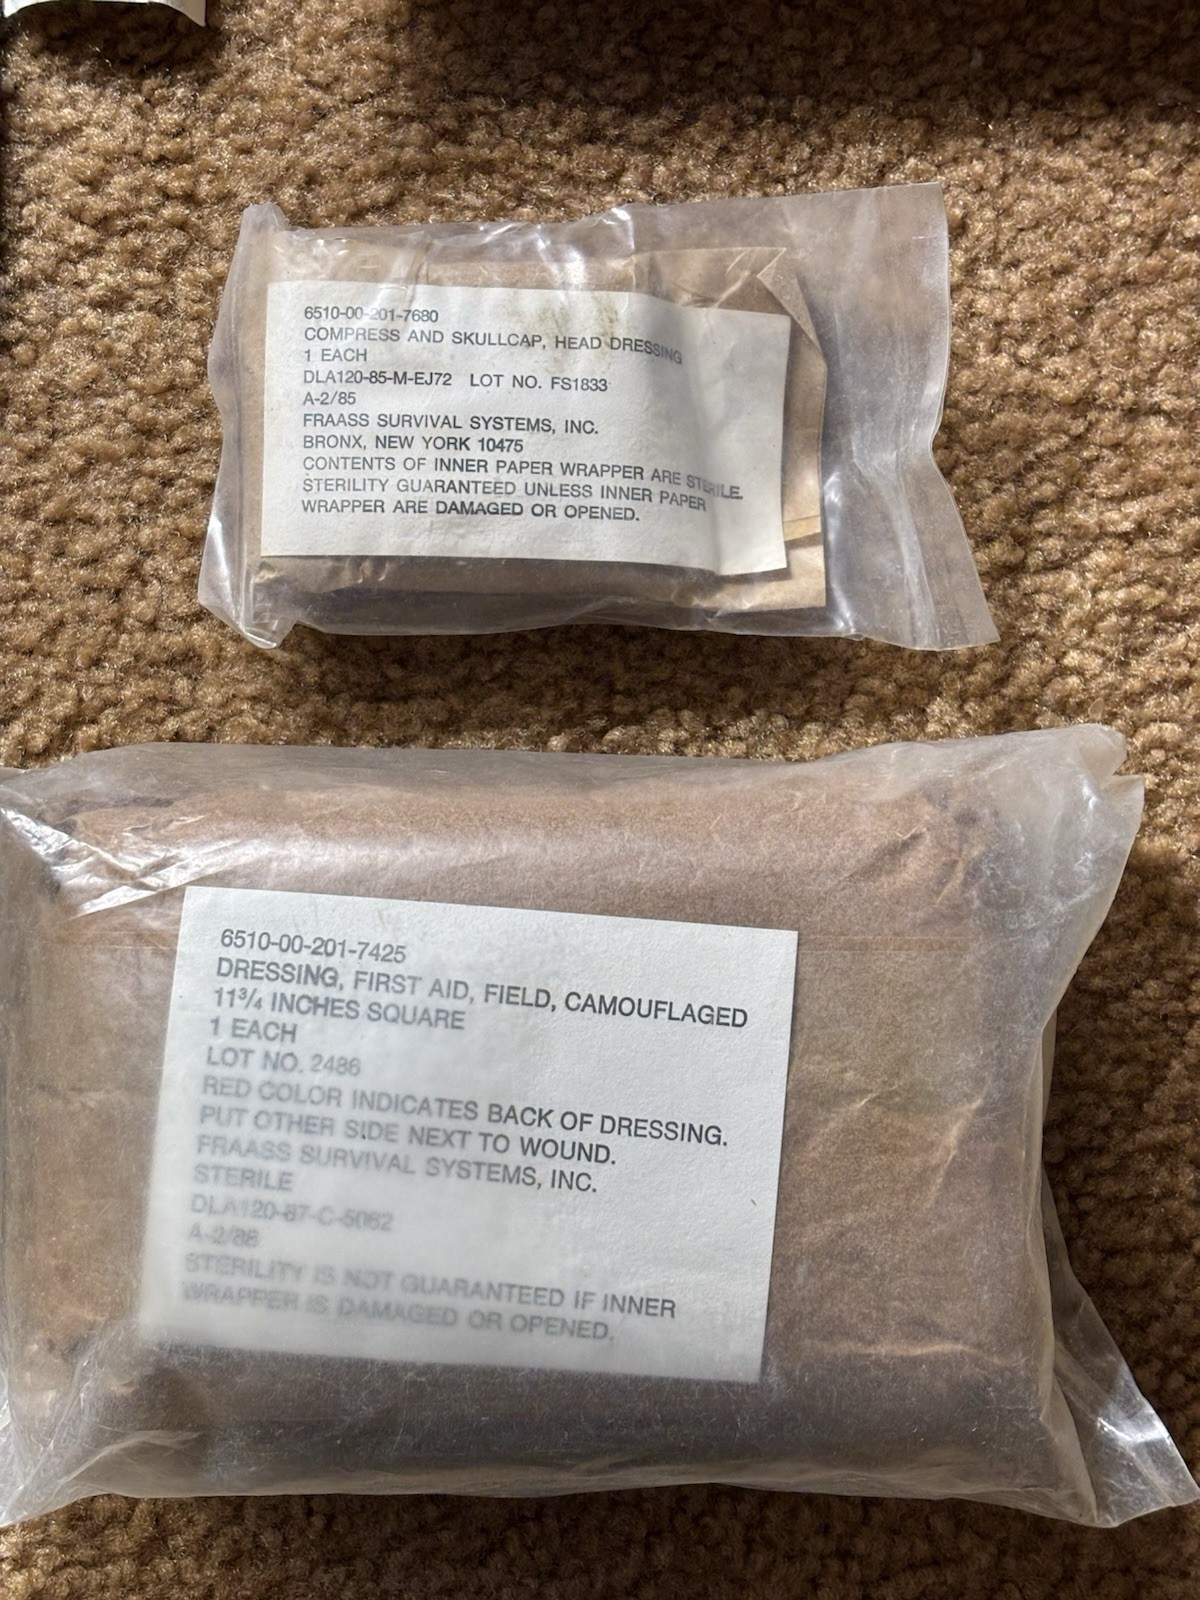 6510-00-201-7680
COMPRESS AND SKULLCAP, HEAD DRESSING
1 EACH
DLA120-85-M-EJ72 LOT NO. FS1833
A-2/85
FRAASS SURVIVAL SYSTEMS, INC.
BRONX, NEW YORK 10475
CONTENTS OF INNER PAPER WRAPPER ARE STERILE.
STERILITY GUARANTEED UNLESS INNER PAPER
WRAPPER ARE DAMAGED OR OPENED.
6510-00-201-7425
DRESSING, FIRST AID, FIELD, CAMOUFLAGED
11¾ INCHES SQUARE
1 EACH
LOT NO. 2486
RED COLOR INDICATES BACK OF DRESSING.
PUT OTHER SIDE NEXT TO WOUND.
FRAASS SURVIVAL SYSTEMS, INC.
STERILE
DLA120-87-C-5062
A-2/88
STERILITY IS NOT GUARANTEED IF INNER
WRAPPER IS DAMAGED OR OPENED.